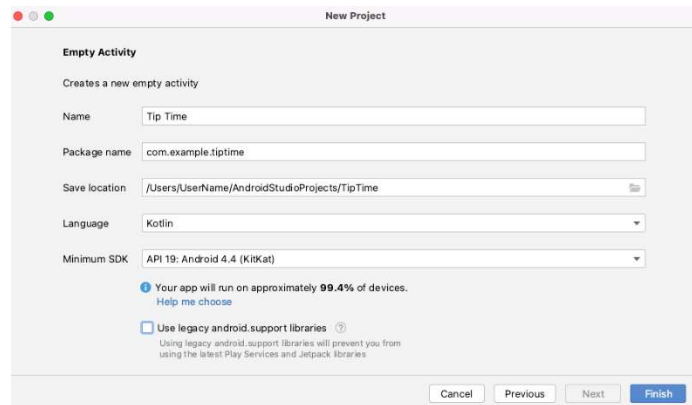 New Project
Empty Activity
Creates a new empty activity
Name Tip Time
Package name com.example.tiptime
Save location /Users/UserName/AndroidStudioProjects/TipTime
Language Kotlin
Minimum SDK API 19: Android 4.4 (KitKat)
Your app will run on approximately 99.4% of devices.
Help me choose
Use legacy android.support libraries ?
Using legacy android.support libraries will prevent you from
using the latest Play Services and Jetpack libraries
Cancel Previous Next Finish